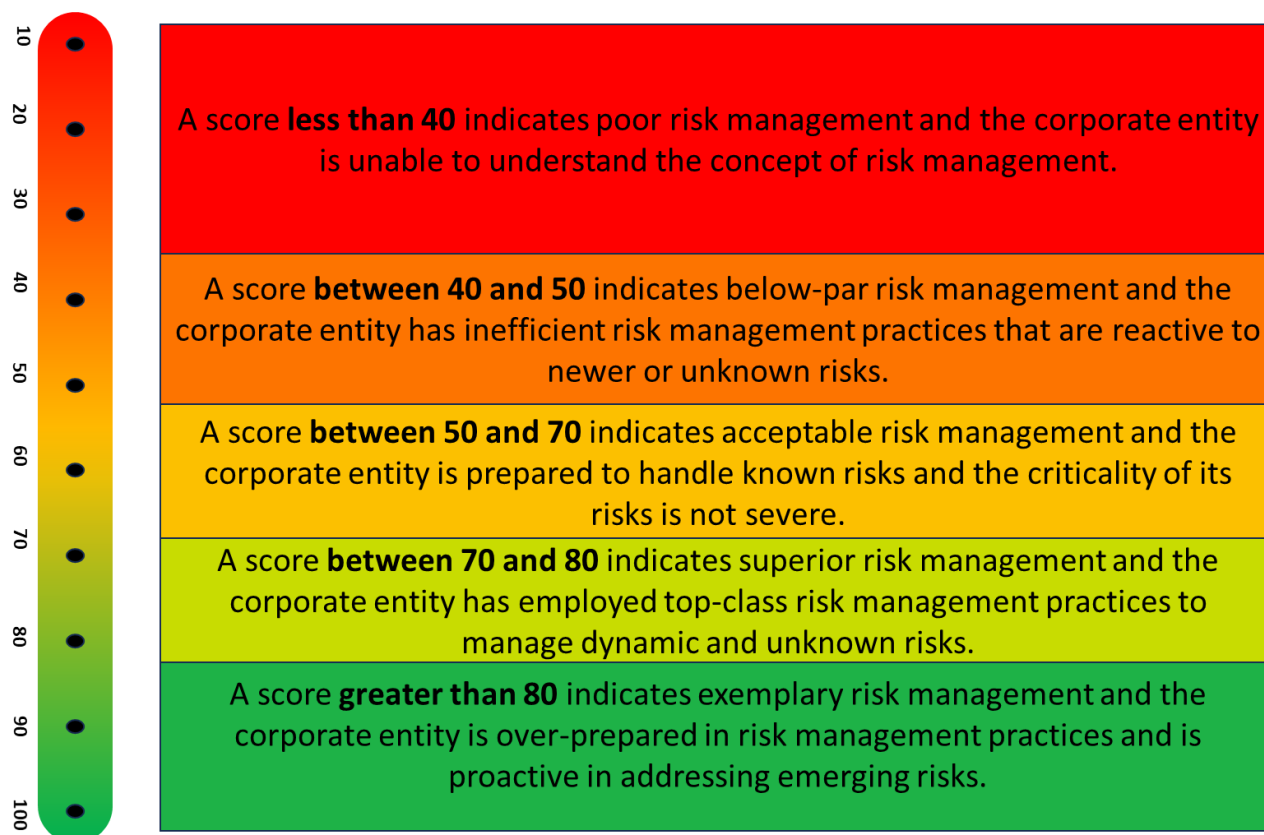 10
20
30
40
50
60
70
80
90
100
A score less than 40 indicates poor risk management and the corporate entity
is unable to understand the concept of risk management.
A score between 40 and 50 indicates below-par risk management and the
corporate entity has inefficient risk management practices that are reactive to
newer or unknown risks.
A score between 50 and 70 indicates acceptable risk management and the
corporate entity is prepared to handle known risks and the criticality of its
risks is not severe.
A score between 70 and 80 indicates superior risk management and the
corporate entity has employed top-class risk management practices to
manage dynamic and unknown risks.
A score greater than 80 indicates exemplary risk management and the
corporate entity is over-prepared in risk management practices and is
proactive in addressing emerging risks.